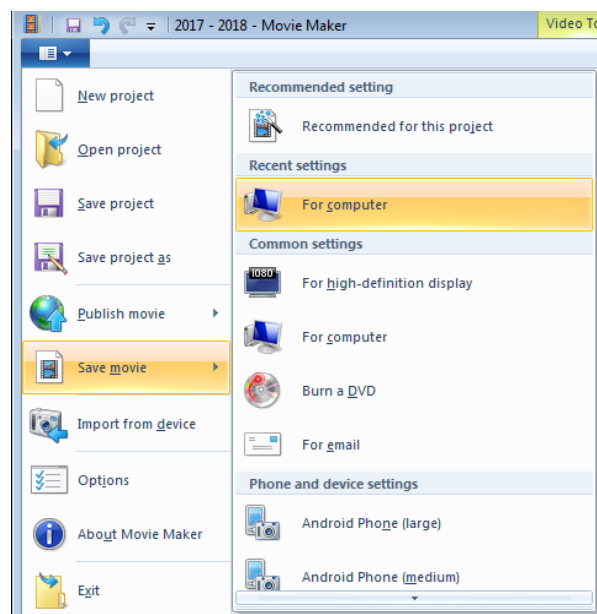 2017 - 2018 - Movie Maker
Video To
New project
Open project
Save project
Save project as
Publish movie
Save movie
Import from device
Options
About Movie Maker
Exit
Recommended setting
Recommended for this project
Recent settings
For computer
Common settings
1080
For high-definition display
For computer
Burn a DVD
For email
Phone and device settings
Android Phone (large)
Android Phone (medium)